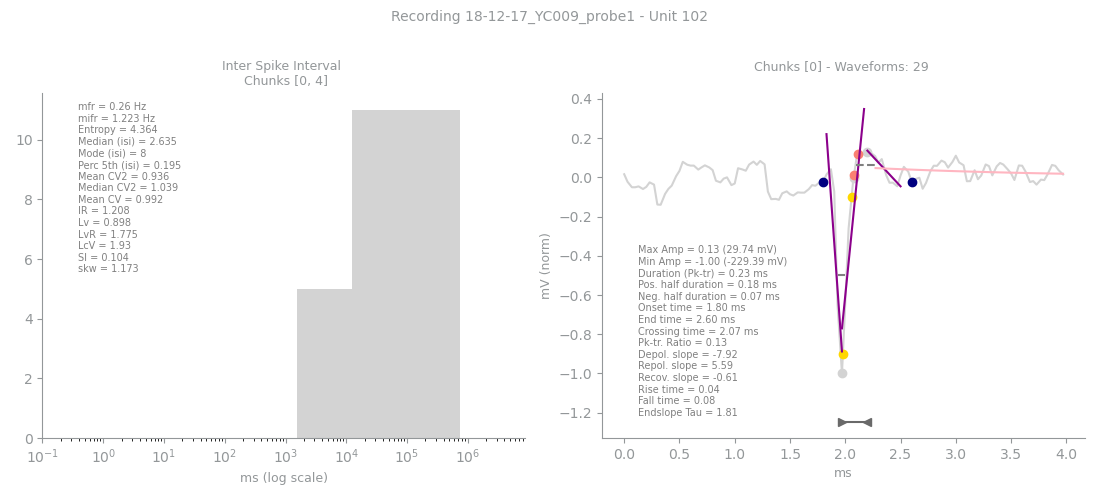 Recording 18-12-17_YC009_probe1 - Unit 102
Inter Spike Interval
Chunks [0, 4]
mfr = 0.26 Hz
mifr = 1.223 Hz
Entropy = 4.364
Median (isi) = 2.635
Mode (isi) = 8
Perc 5th (isi) = 0.195
Mean CV2 = 0.936
Median CV2 = 1.039
Mean CV = 0.992
IR = 1.208
Lv = 0.898
LvR = 1.775
LcV = 1.93
SI = 0.104
skw = 1.173
10
8
6
4
2
0
10⁻¹ 10⁰ 10¹ 10² 10³ 10⁴ 10⁵ 10⁶
ms (log scale)
Chunks [0] - Waveforms: 29
0.4
0.2
0.0
−0.2
−0.4
−0.6
−0.8
−1.0
−1.2
mV (norm)
Max Amp = 0.13 (29.74 mV)
Min Amp = -1.00 (-229.39 mV)
Duration (Pk-tr) = 0.23 ms
Pos. half duration = 0.18 ms
Neg. half duration = 0.07 ms
Onset time = 1.80 ms
End time = 2.60 ms
Crossing time = 2.07 ms
Pk-tr. Ratio = 0.13
Depol. slope = -7.92
Repol. slope = 5.59
Recov. slope = -0.61
Rise time = 0.04
Fall time = 0.08
Endslope Tau = 1.81
0.0 0.5 1.0 1.5 2.0 2.5 3.0 3.5 4.0
ms